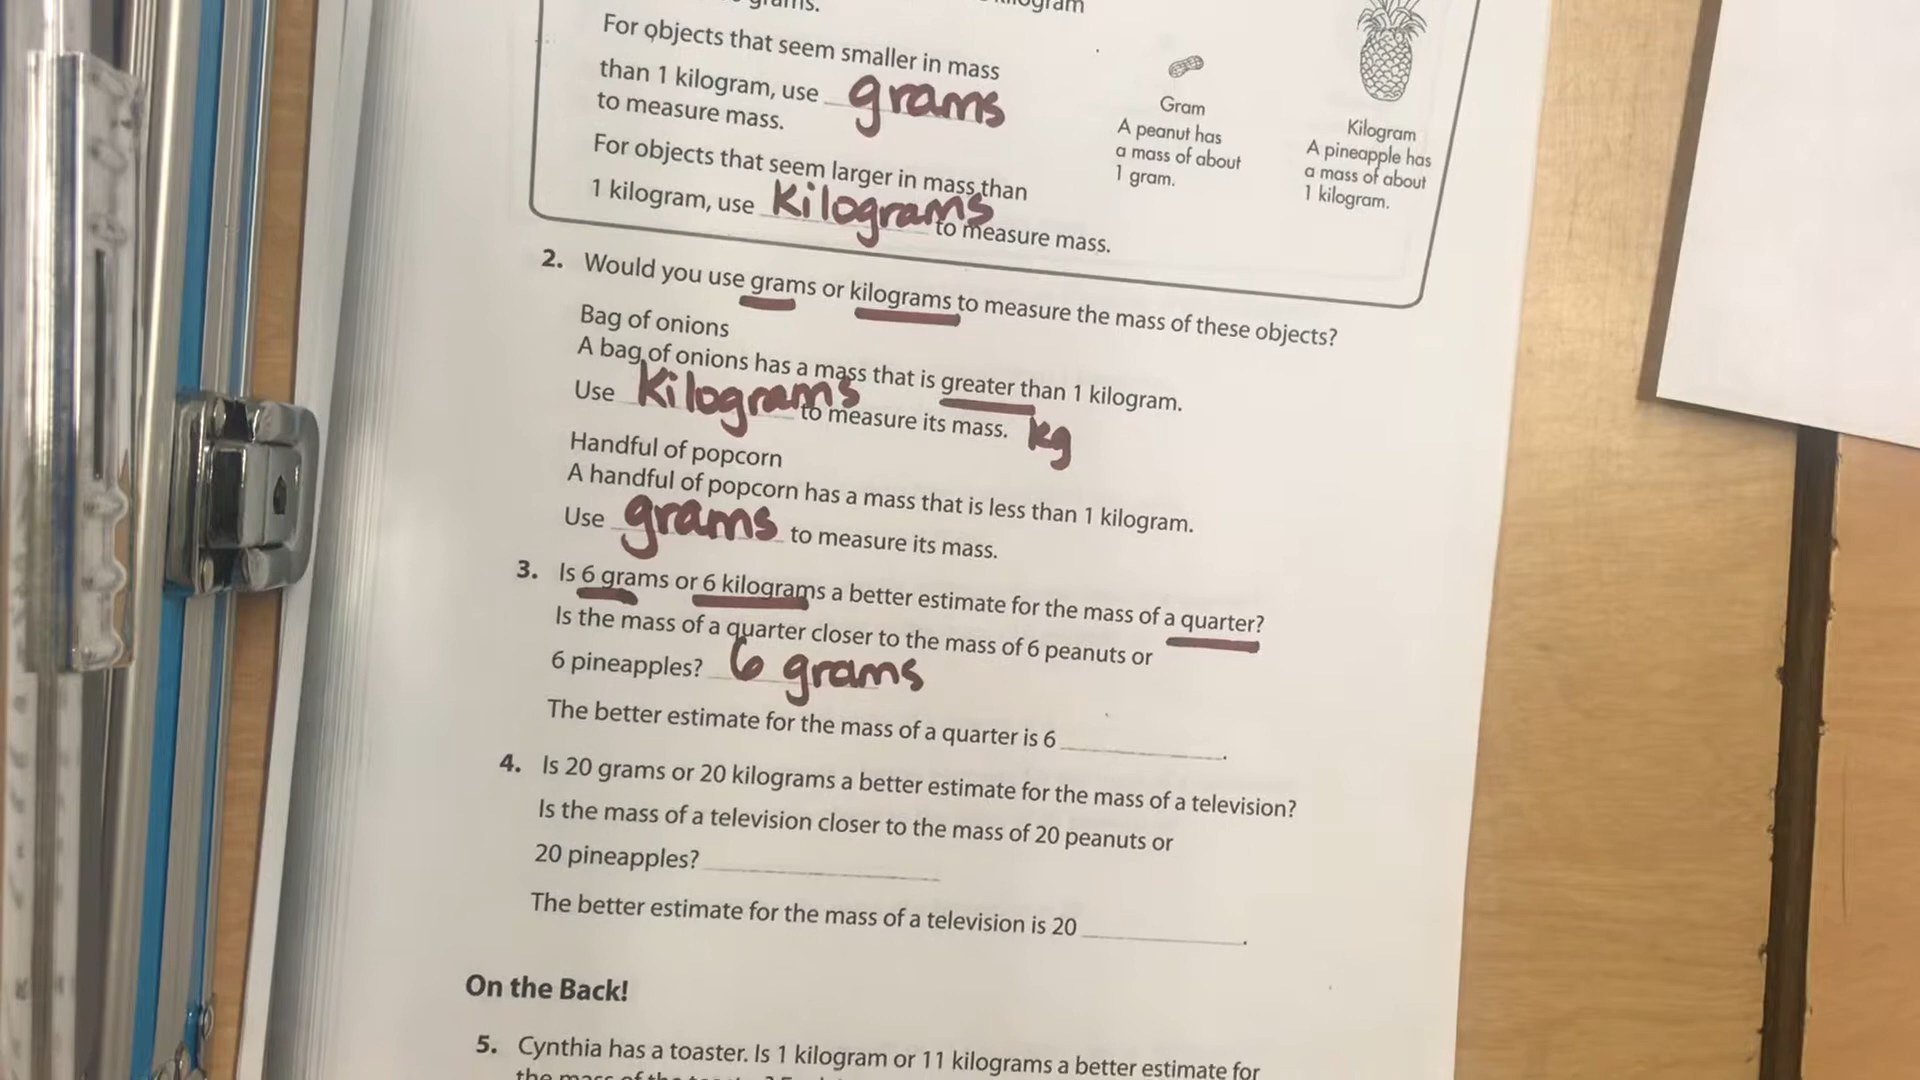 grams.
kilogram
For objects that seem smaller in mass
than 1 kilogram, use grams
to measure mass.
For objects that seem larger in mass than
1 kilogram, use Kilograms to measure mass.
Gram
A peanut has
a mass of about
1 gram.
Kilogram
A pineapple has
a mass of about
1 kilogram.
2. Would you use grams or kilograms to measure the mass of these objects?
Bag of onions
A bag of onions has a mass that is greater than 1 kilogram.
Use Kilograms to measure its mass. kg
Handful of popcorn
A handful of popcorn has a mass that is less than 1 kilogram.
Use grams to measure its mass.
3. Is 6 grams or 6 kilograms a better estimate for the mass of a quarter?
Is the mass of a quarter closer to the mass of 6 peanuts or
6 pineapples? 6 grams
The better estimate for the mass of a quarter is 6 .
4. Is 20 grams or 20 kilograms a better estimate for the mass of a television?
Is the mass of a television closer to the mass of 20 peanuts or
20 pineapples?
The better estimate for the mass of a television is 20 .
On the Back!
5. Cynthia has a toaster. Is 1 kilogram or 11 kilograms a better estimate for
the mass of the